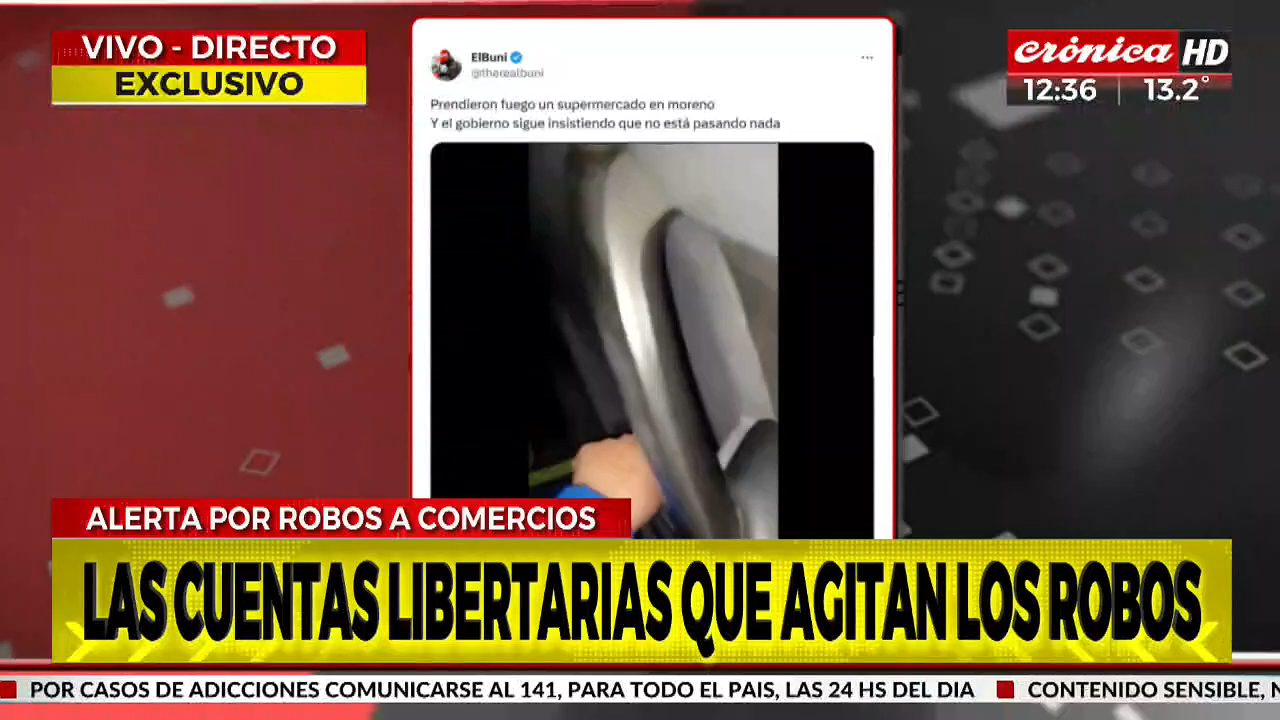 VIVO - DIRECTO
EXCLUSIVO
ElBuni
@therealbuni
Prendieron fuego un supermercado en moreno
Y el gobierno sigue insistiendo que no está pasando nada
crónica HD
12:36 13.2°
ALERTA POR ROBOS A COMERCIOS
LAS CUENTAS LIBERTARIAS QUE AGITAN LOS ROBOS
POR CASOS DE ADICCIONES COMUNICARSE AL 141, PARA TODO EL PAIS, LAS 24 HS DEL DIA CONTENIDO SENSIBLE, N